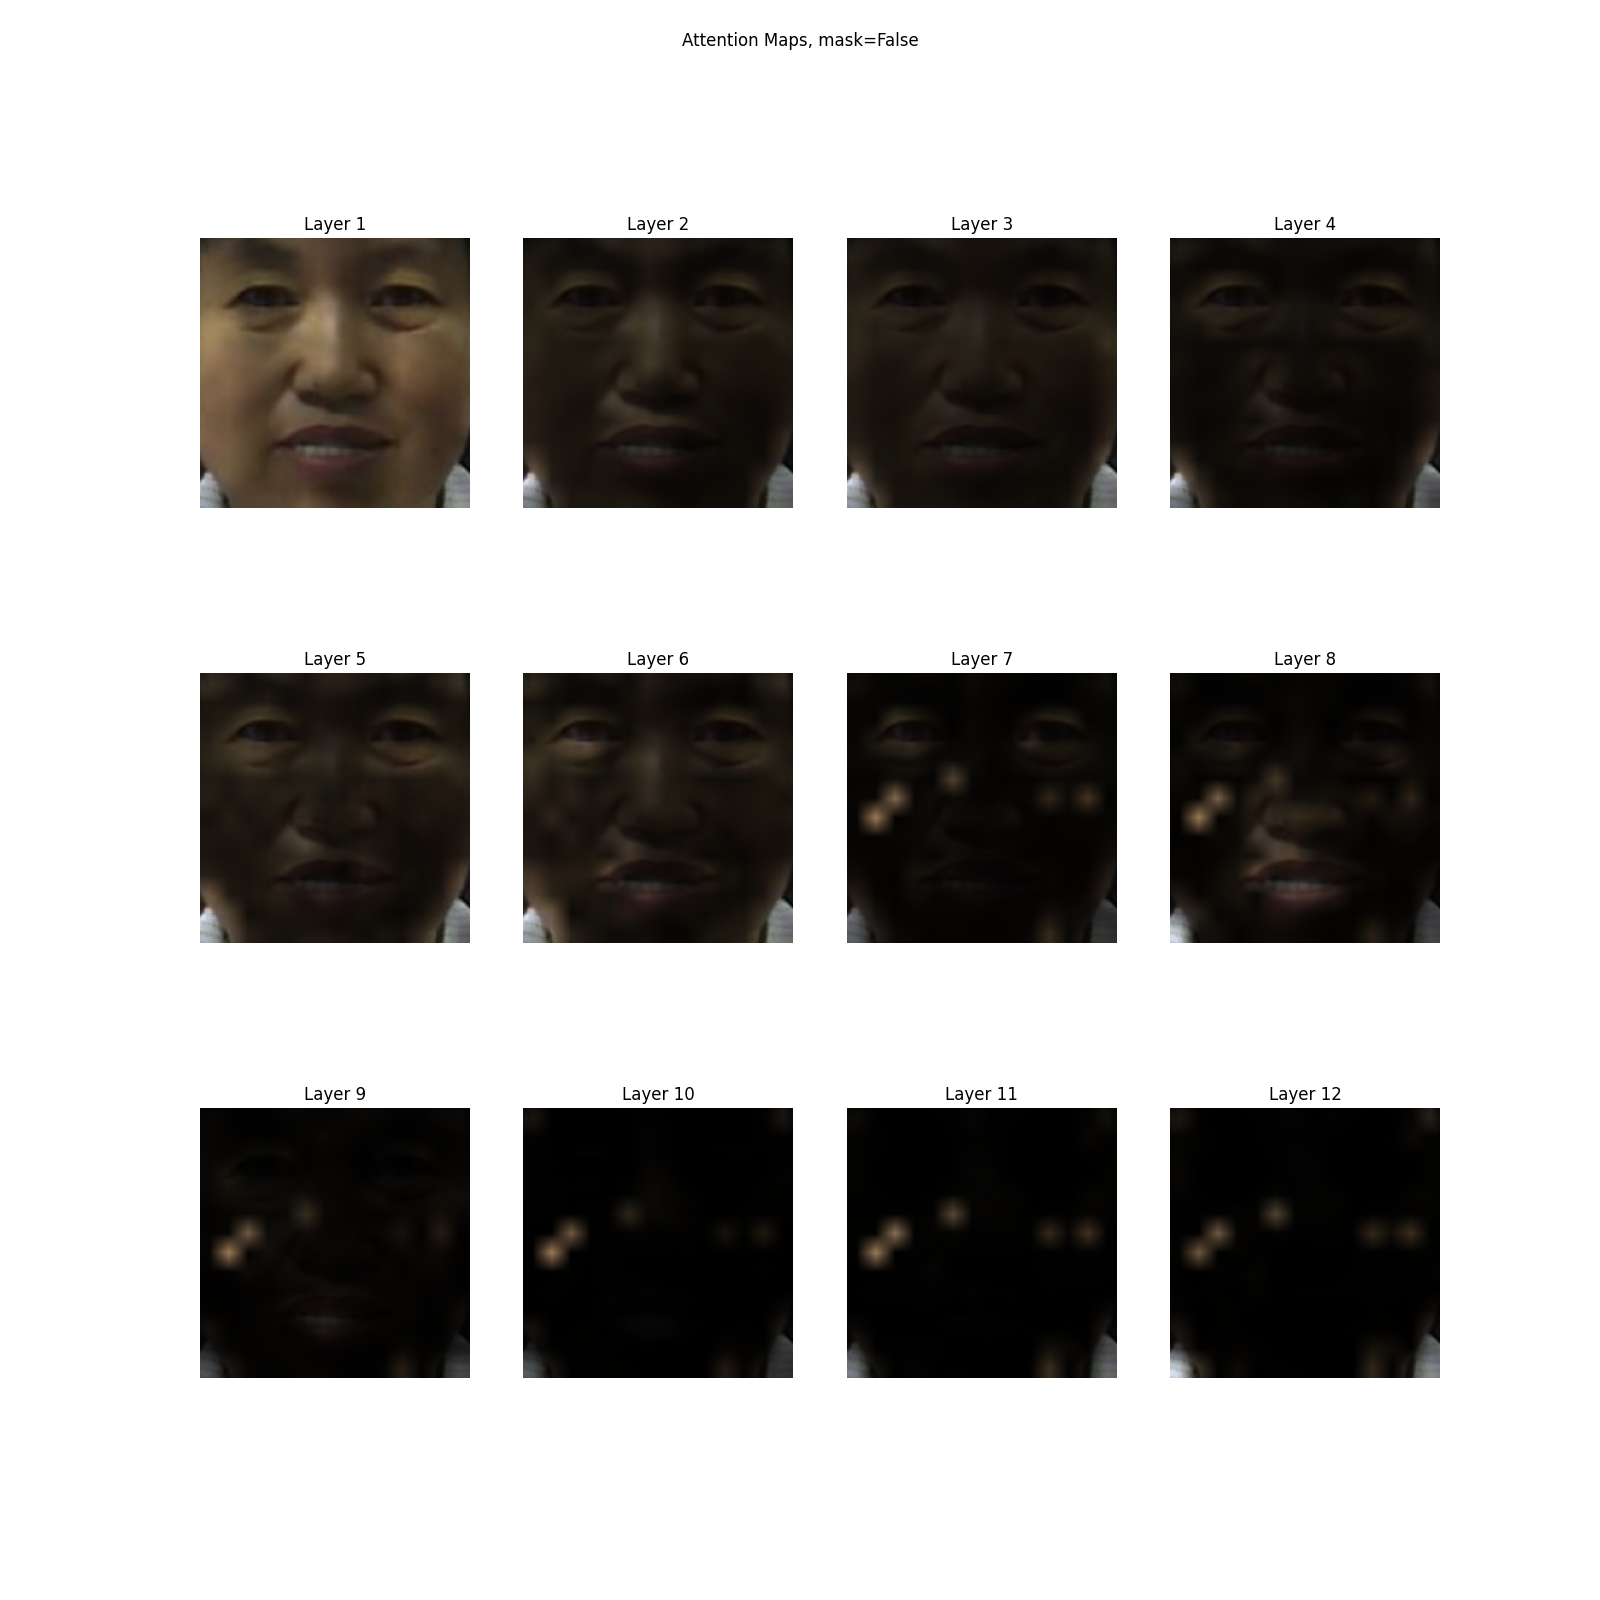 Attention Maps, mask=False
Layer 1
Layer 2
Layer 3
Layer 4
Layer 5
Layer 6
Layer 7
Layer 8
Layer 9
Layer 10
Layer 11
Layer 12